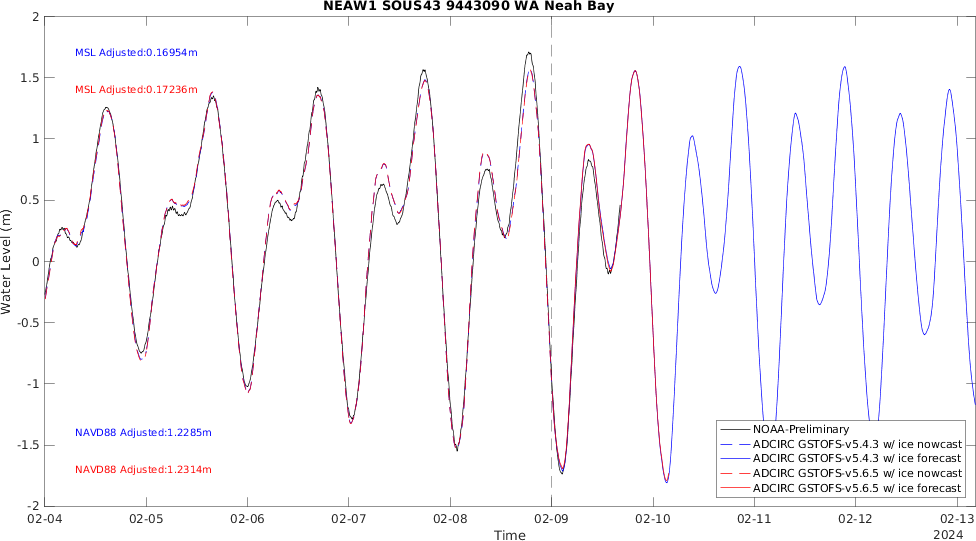 NEAW1 SOUS43 9443090 WA Neah Bay
MSL Adjusted:0.16954m
MSL Adjusted:0.17236m
NAVD88 Adjusted:1.2285m
NAVD88 Adjusted:1.2314m
Water Level (m)
2
1.5
1
0.5
0
-0.5
-1
-1.5
-2
NOAA-Preliminary
ADCIRC GSTOFS-v5.4.3 w/ ice nowcast
ADCIRC GSTOFS-v5.4.3 w/ ice forecast
ADCIRC GSTOFS-v5.6.5 w/ ice nowcast
ADCIRC GSTOFS-v5.6.5 w/ ice forecast
02-04 02-05 02-06 02-07 02-08 02-09 02-10 02-11 02-12 02-13
Time
2024